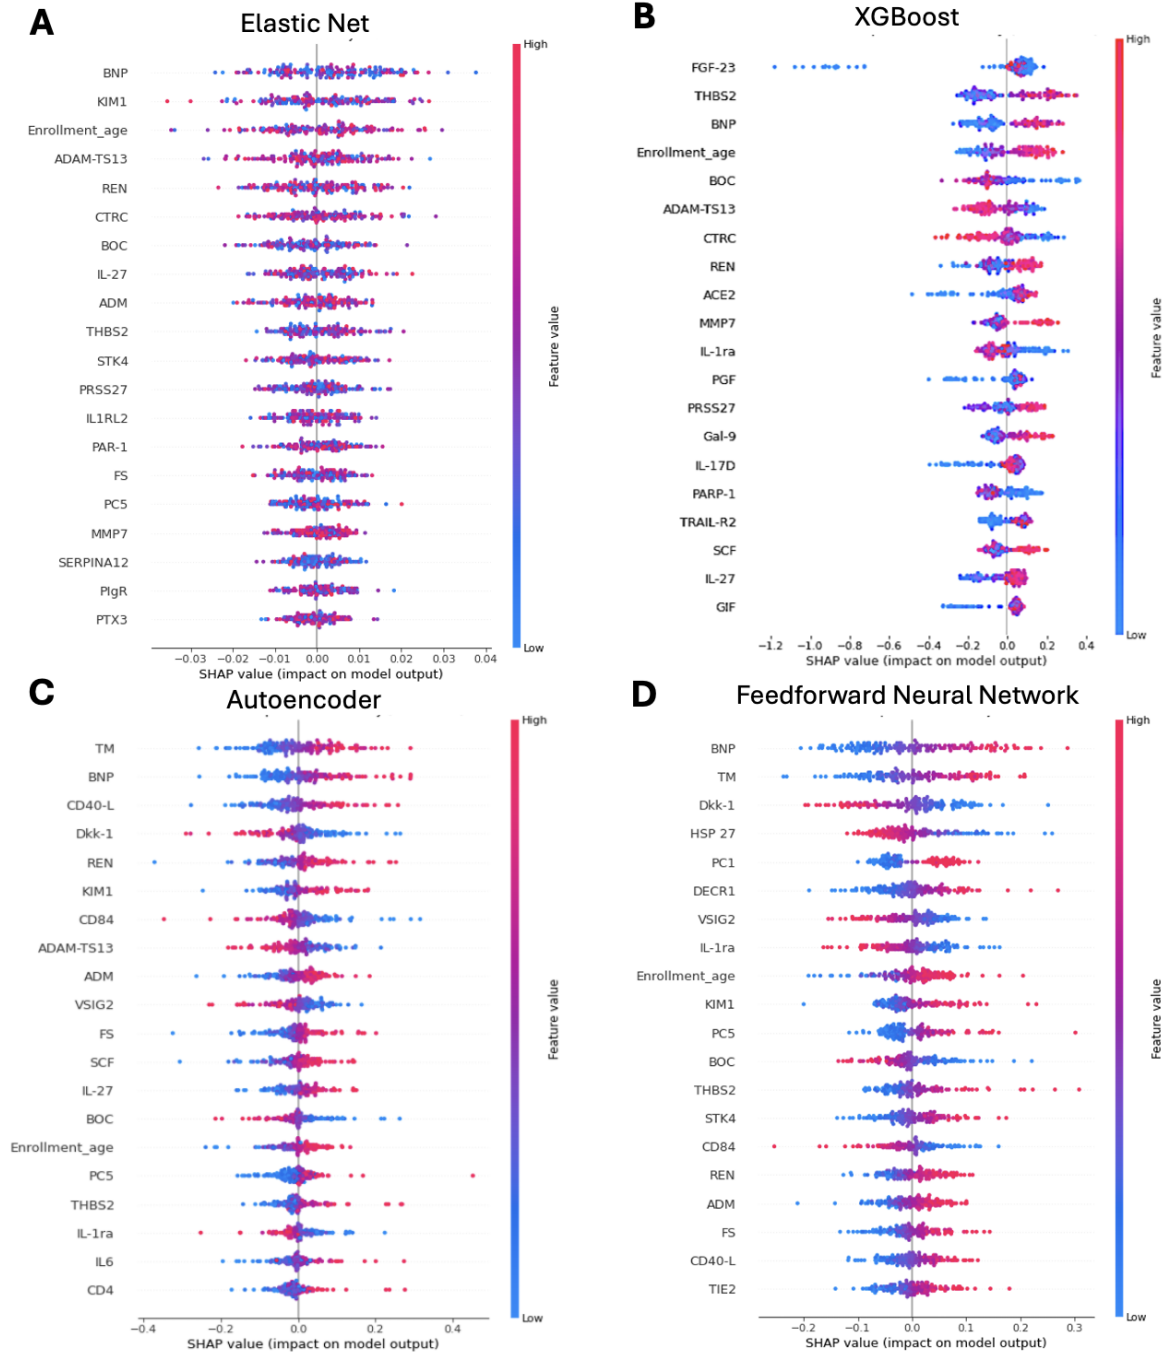 A
Elastic Net
High
BNP
KIM1
Enrollment_age
ADAM-TS13
REN
CTRC
BOC
IL-27
ADM
THBS2
STK4
PRSS27
IL1RL2
PAR-1
FS
PC5
MMP7
SERPINA12
PIgR
PTX3
Feature value
Low
−0.03 −0.02 −0.01 0.00 0.01 0.02 0.03 0.04
SHAP value (impact on model output)
B
XGBoost
High
FGF-23
THBS2
BNP
Enrollment_age
BOC
ADAM-TS13
CTRC
REN
ACE2
MMP7
IL-1ra
PGF
PRSS27
Gal-9
IL-17D
PARP-1
TRAIL-R2
SCF
IL-27
GIF
Feature value
Low
−1.2 −1.0 −0.8 −0.6 −0.4 −0.2 0.0 0.2 0.4
SHAP value (impact on model output)
C
Autoencoder
High
TM
BNP
CD40-L
Dkk-1
REN
KIM1
CD84
ADAM-TS13
ADM
VSIG2
FS
SCF
IL-27
BOC
Enrollment_age
PC5
THBS2
IL-1ra
IL6
CD4
Feature value
Low
−0.4 −0.2 0.0 0.2 0.4
SHAP value (impact on model output)
D
Feedforward Neural Network
High
BNP
TM
Dkk-1
HSP 27
PC1
DECR1
VSIG2
IL-1ra
Enrollment_age
KIM1
PC5
BOC
THBS2
STK4
CD84
REN
ADM
FS
CD40-L
TIE2
Feature value
Low
−0.2 −0.1 0.0 0.1 0.2 0.3
SHAP value (impact on model output)